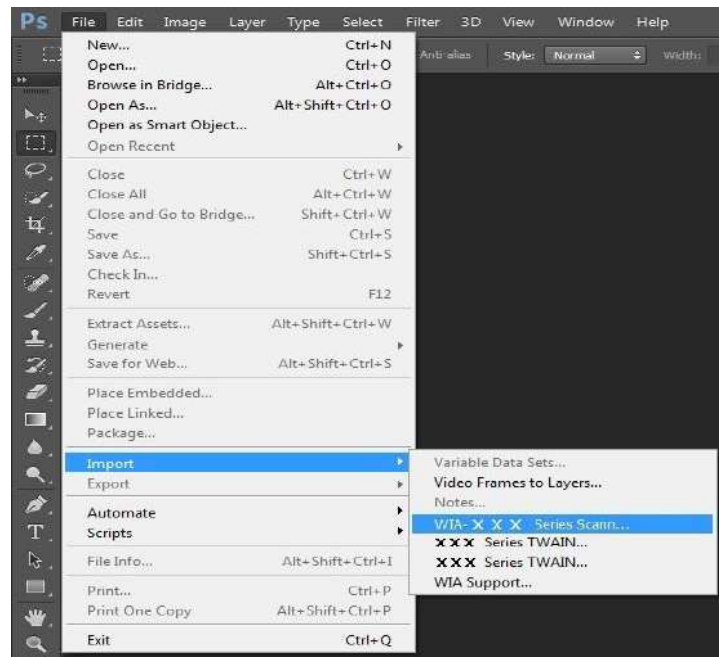 Ps File Edit Image Layer Type Select Filter 3D View Window Help
Anti-alias Style: Normal Width:
New... Ctrl+N
Open... Ctrl+O
Browse in Bridge... Alt+Ctrl+O
Open As... Alt+Shift+Ctrl+O
Open as Smart Object...
Open Recent
Close Ctrl+W
Close All Alt+Ctrl+W
Close and Go to Bridge... Shift+Ctrl+W
Save Ctrl+S
Save As... Shift+Ctrl+S
Check In...
Revert F12
Extract Assets... Alt+Shift+Ctrl+W
Generate
Save for Web... Alt+Shift+Ctrl+S
Place Embedded...
Place Linked...
Package...
Import
Export
Automate
Scripts
File Info... Alt+Shift+Ctrl+I
Print... Ctrl+P
Print One Copy Alt+Shift+Ctrl+P
Exit Ctrl+Q
Variable Data Sets...
Video Frames to Layers...
Notes...
WIA-X X X Series Scann...
XXX Series TWAIN...
XXX Series TWAIN...
WIA Support...